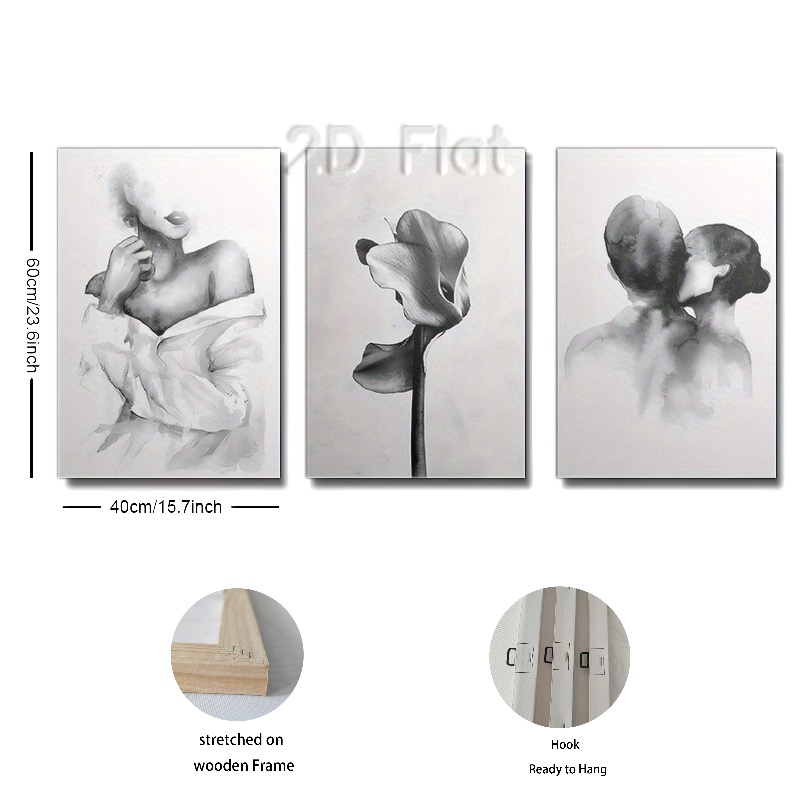 2D Flat
60cm/23.6inch
40cm/15.7inch
stretched on
wooden Frame
Hook
Ready to Hang